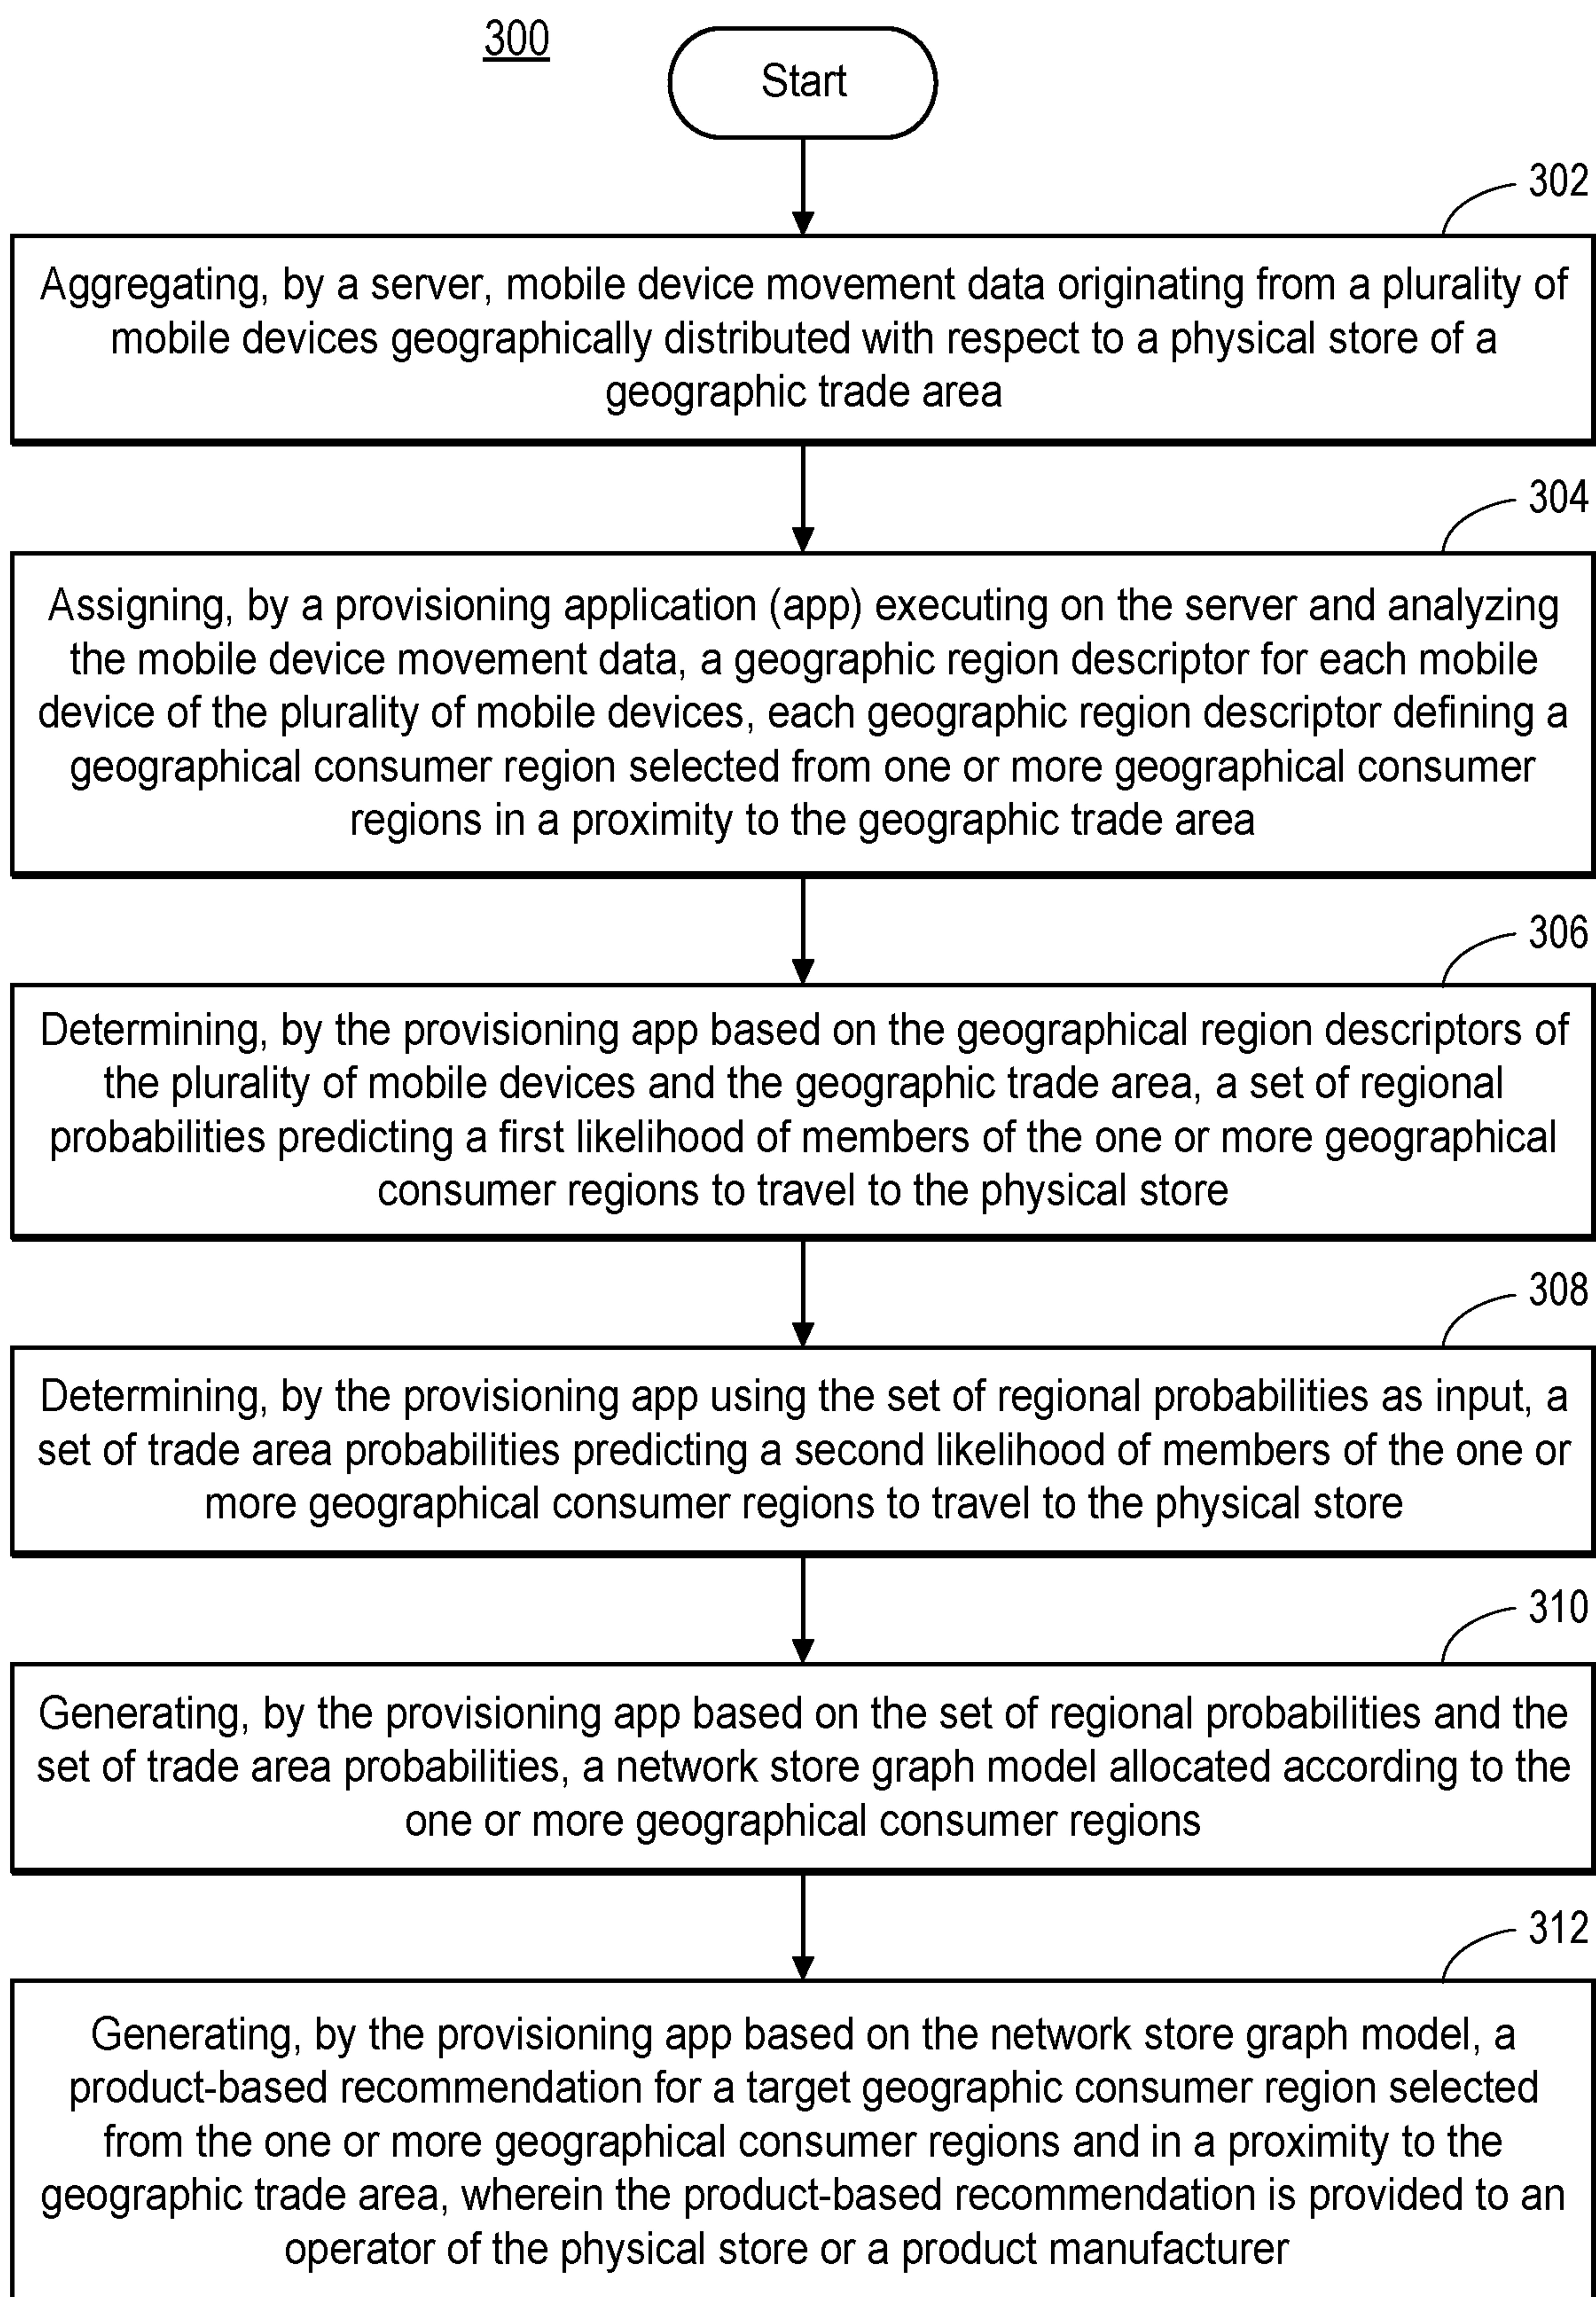 300
Start
302
Aggregating, by a server, mobile device movement data originating from a plurality of
mobile devices geographically distributed with respect to a physical store of a
geographic trade area
304
Assigning, by a provisioning application (app) executing on the server and analyzing
the mobile device movement data, a geographic region descriptor for each mobile
device of the plurality of mobile devices, each geographic region descriptor defining a
geographical consumer region selected from one or more geographical consumer
regions in a proximity to the geographic trade area
306
Determining, by the provisioning app based on the geographical region descriptors of
the plurality of mobile devices and the geographic trade area, a set of regional
probabilities predicting a first likelihood of members of the one or more geographical
consumer regions to travel to the physical store
308
Determining, by the provisioning app using the set of regional probabilities as input, a
set of trade area probabilities predicting a second likelihood of members of the one or
more geographical consumer regions to travel to the physical store
310
Generating, by the provisioning app based on the set of regional probabilities and the
set of trade area probabilities, a network store graph model allocated according to the
one or more geographical consumer regions
312
Generating, by the provisioning app based on the network store graph model, a
product-based recommendation for a target geographic consumer region selected
from the one or more geographical consumer regions and in a proximity to the
geographic trade area, wherein the product-based recommendation is provided to an
operator of the physical store or a product manufacturer